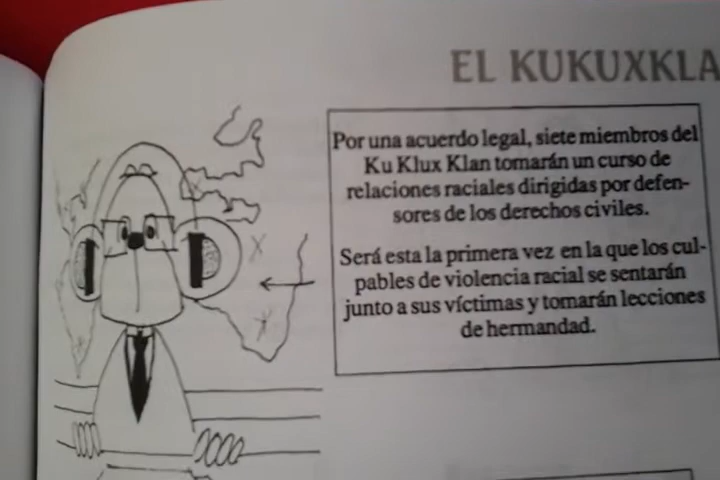 EL KUKUXKLA
Por una acuerdo legal, siete miembros del
Ku Klux Klan tomarán un curso de
relaciones raciales dirigidas por defen-
sores de los derechos civiles.
Será esta la primera vez en la que los cul-
pables de violencia racial se sentarán
junto a sus víctimas y tomarán lecciones
de hermandad.